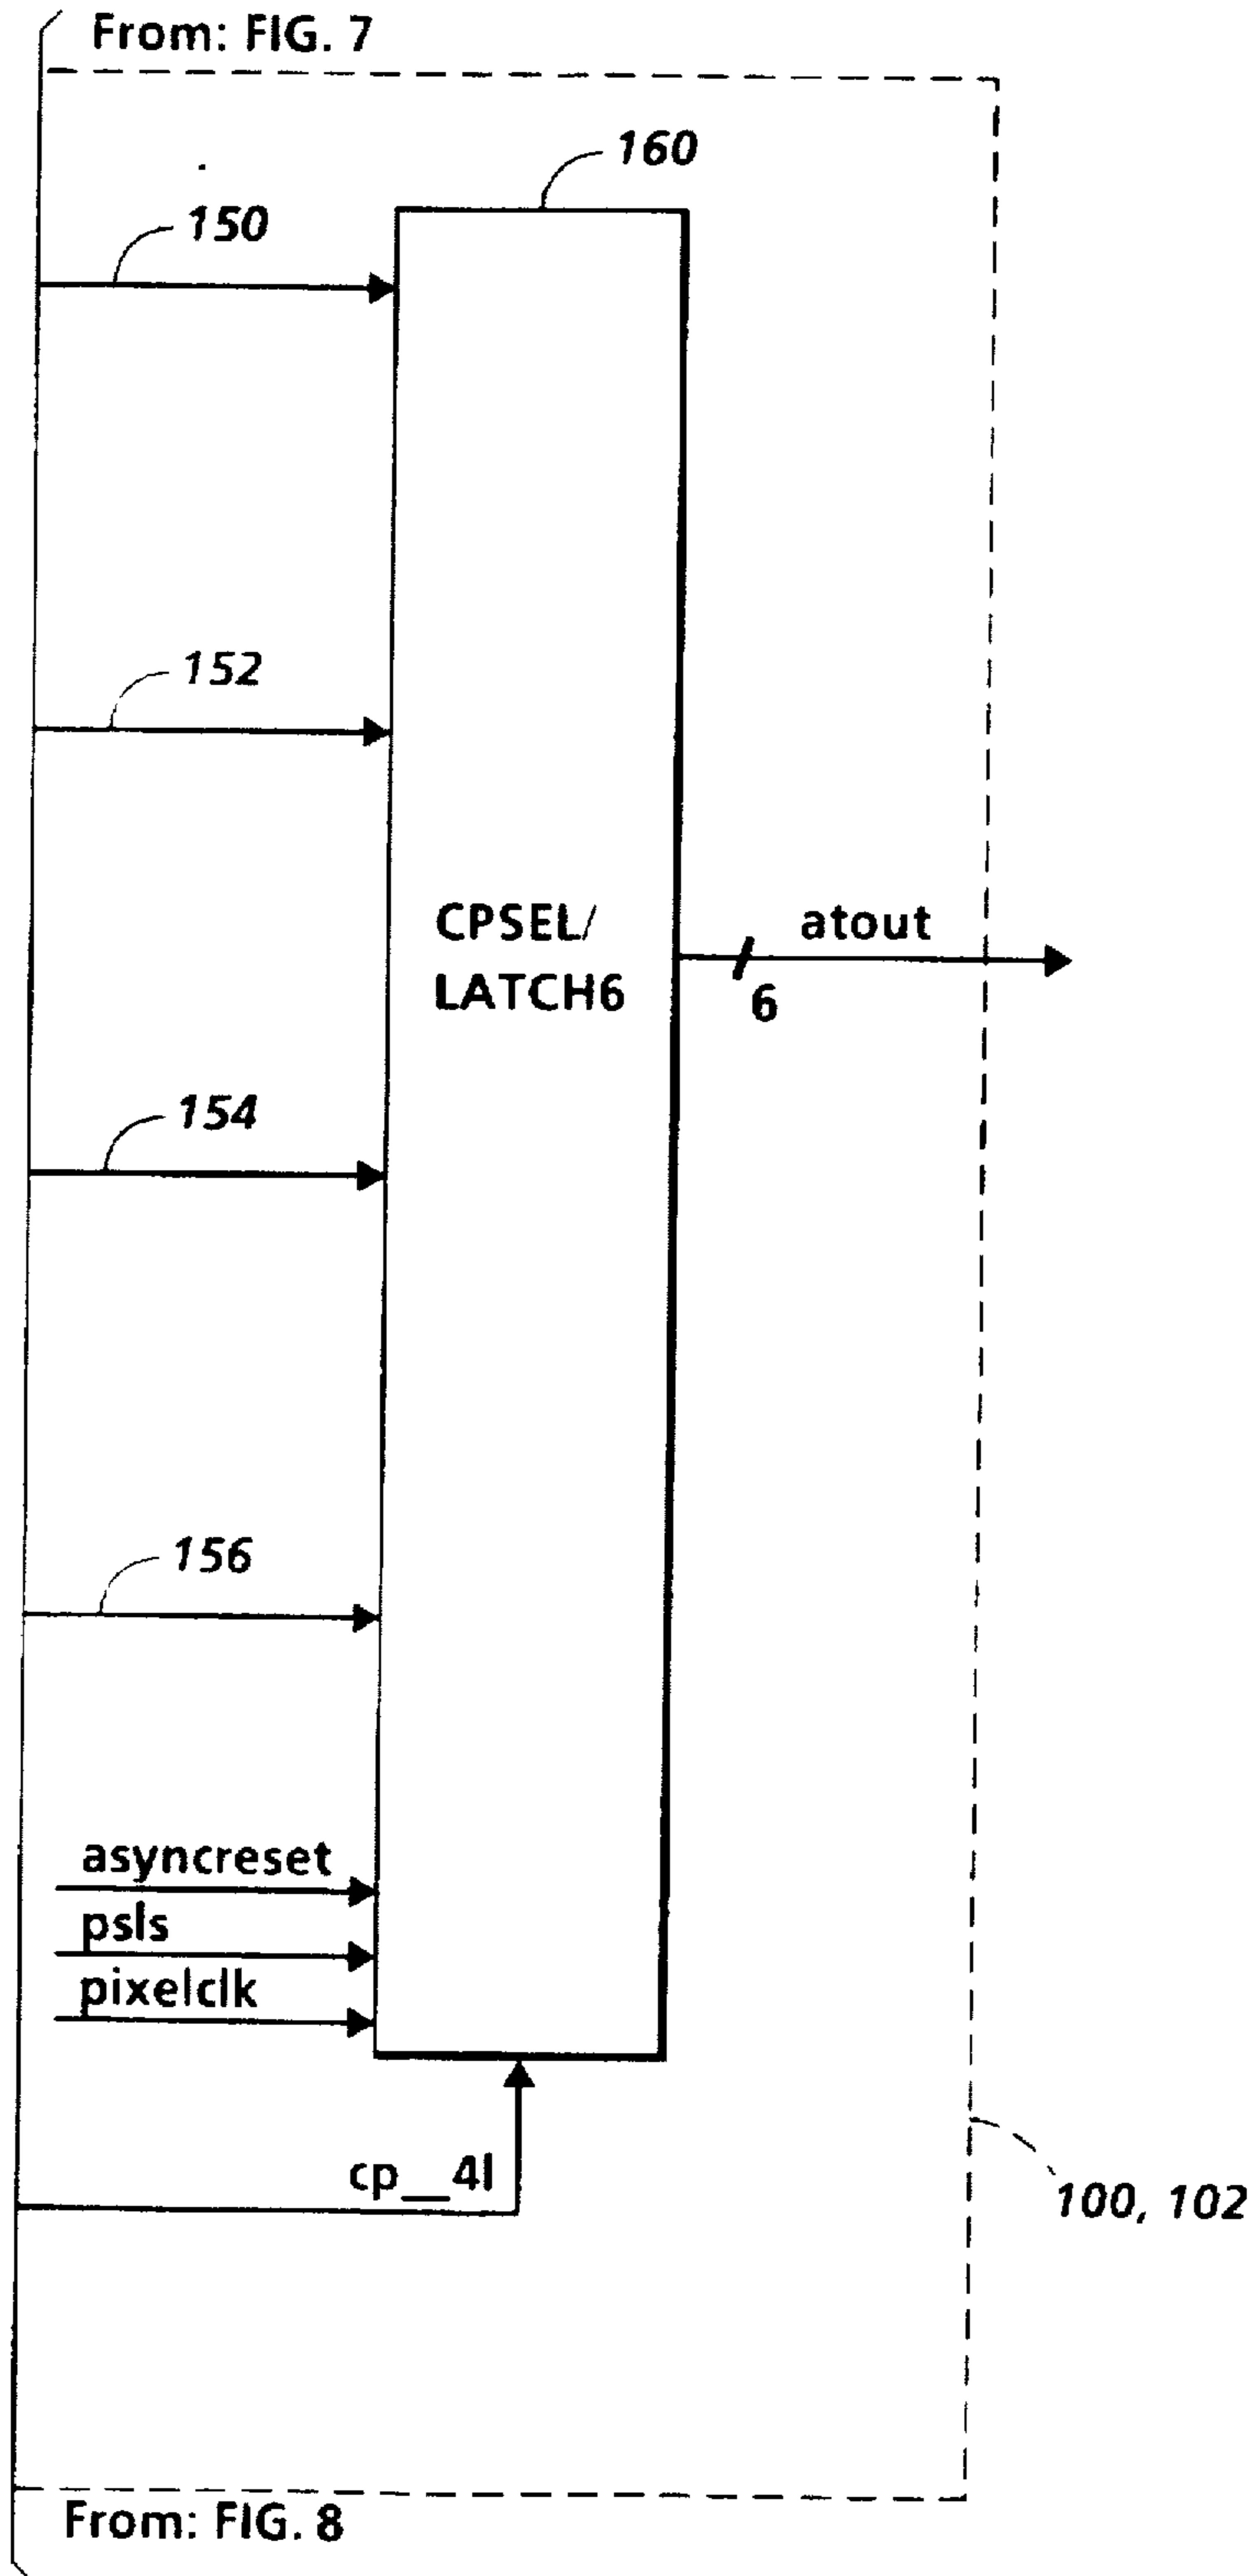 From: FIG. 7
160
150
152
CPSEL/
LATCH6
atout
6
154
156
asyncreset
psls
pixelclk
cp__4l
100, 102
From: FIG. 8